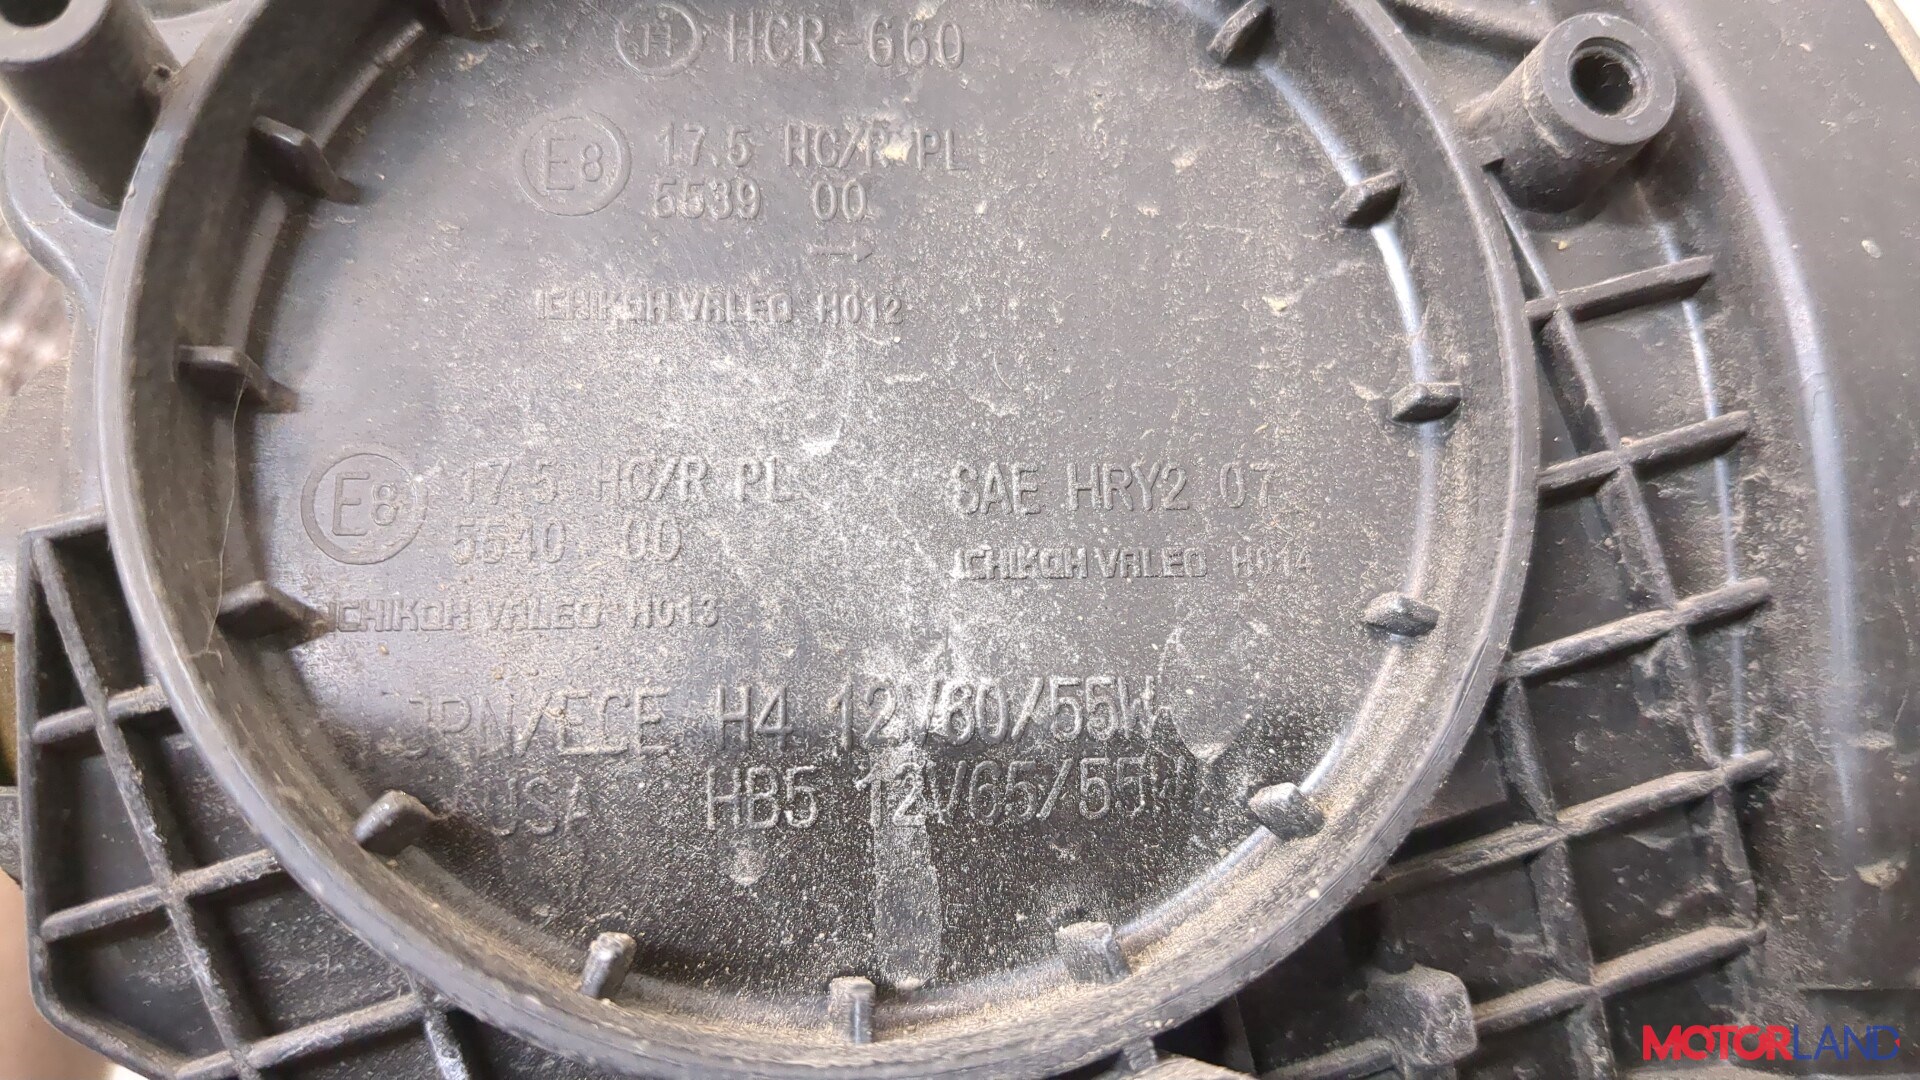 H HCR-660
E8 17.5 HC/R PL
5539 00
→
ICHIKOH VALEO H012
E8 17.5 HC/R PL
5540 00
ICHIKOH VALEO H013
SAE HRY2 07
ICHIKOH VALEO H014
JPN/ECE H4 12V60/55W
USA HB5 12V65/55W
MOTORLAND